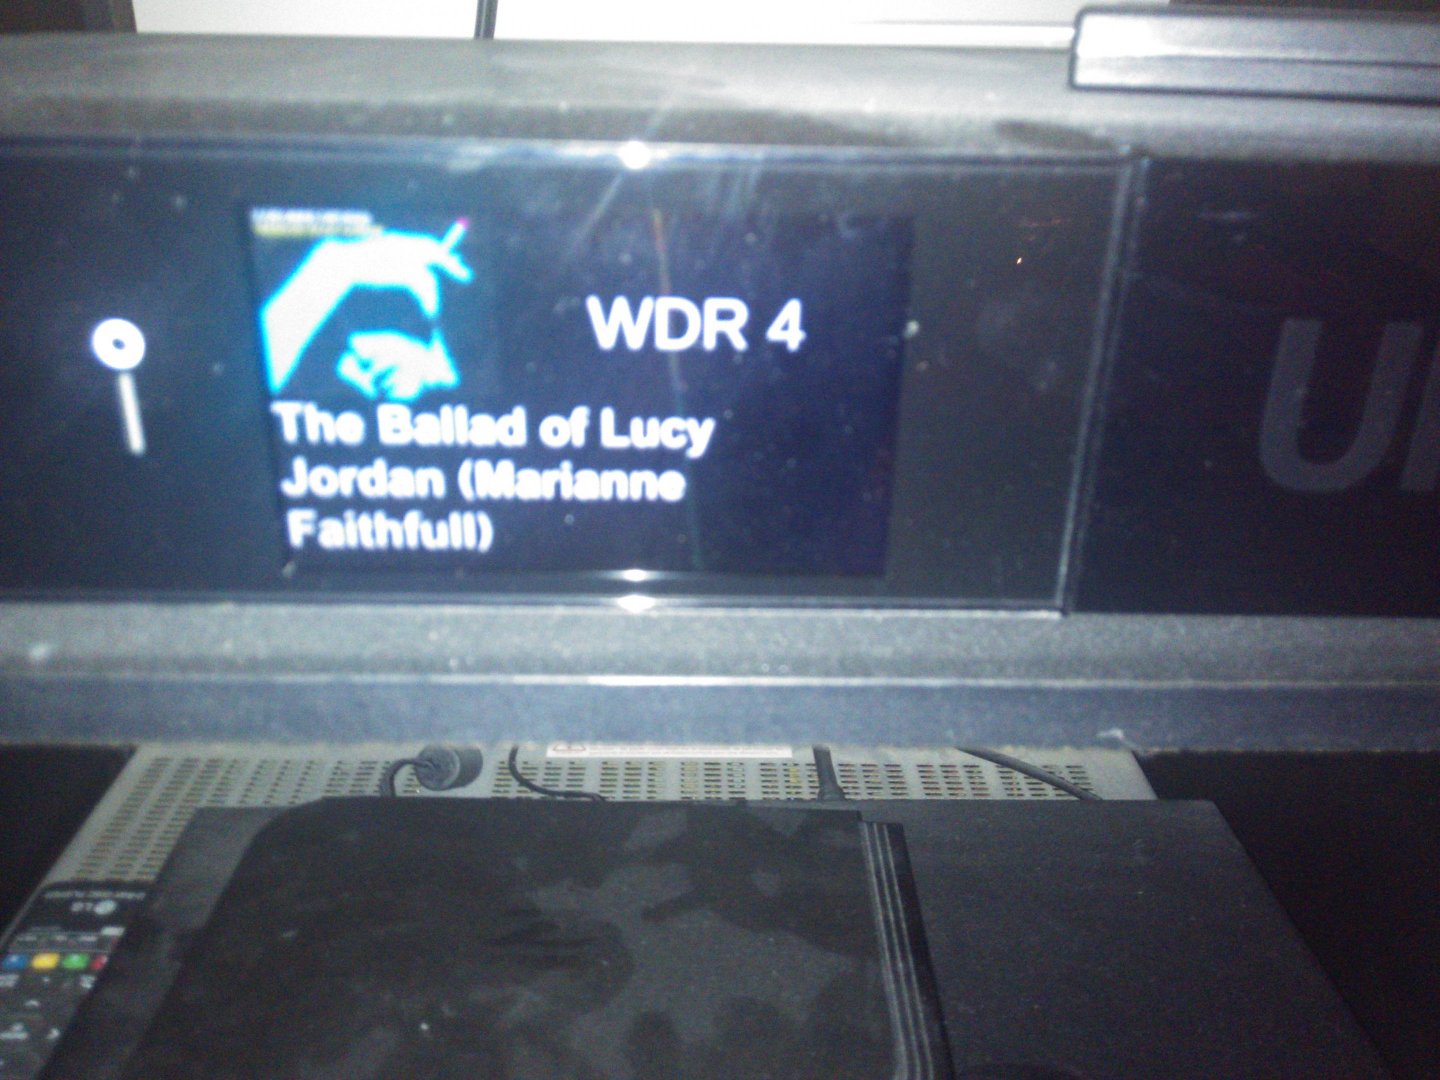 WDR 4
The Ballad of Lucy
Jordan (Marianne
Faithfull)